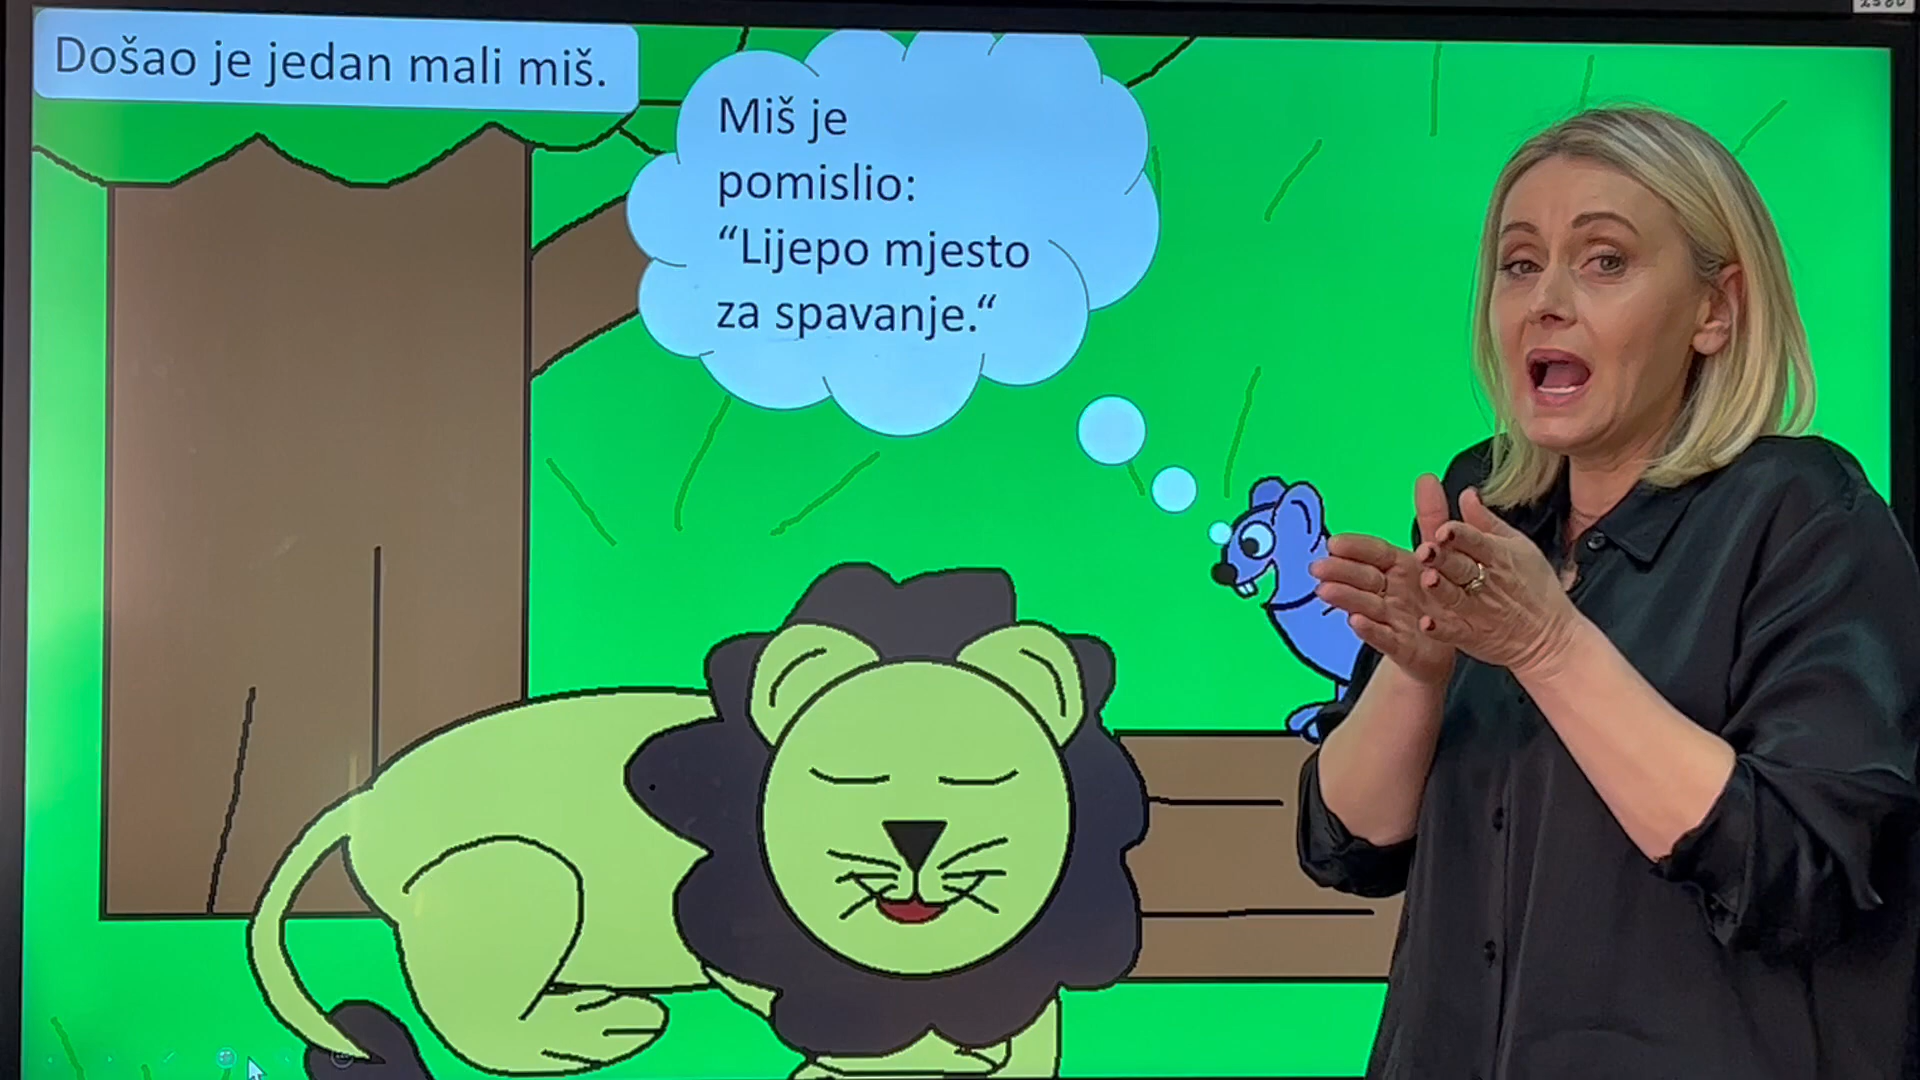 Došao je jedan mali miš.
Miš je
pomislio:
“Lijepo mjesto
za spavanje.“